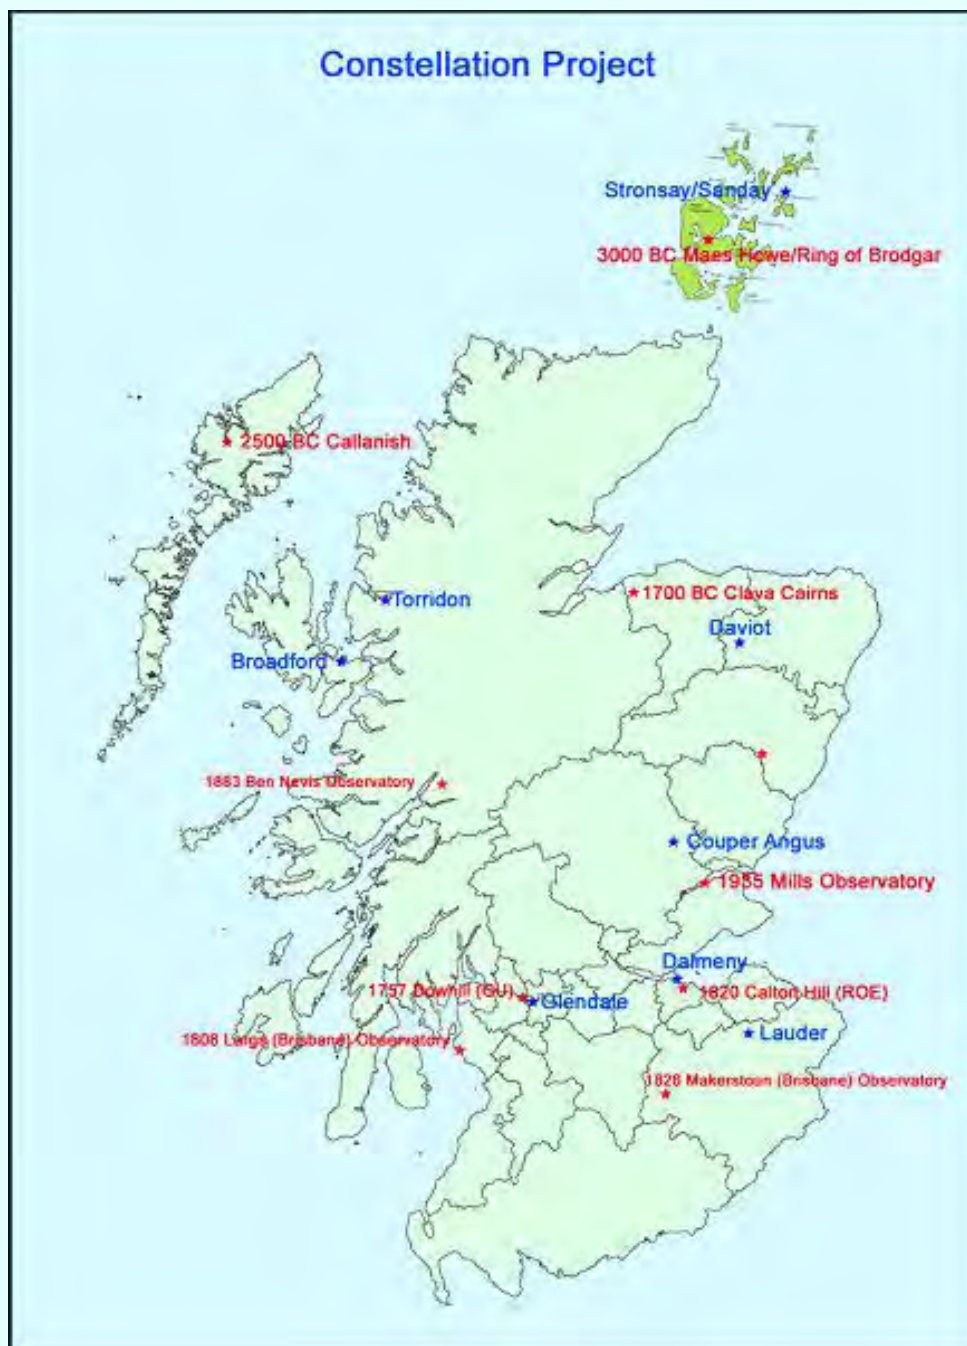 Constellation Project
Stronsay/Sanday
3000 BC Maes Howe/Ring of Brodgar
2500 BC Callanish
1700 BC Clava Cairns
Torridon
Daviot
Broadford
1883 Ben Nevis Observatory
Couper Angus
1935 Mills Observatory
Dalmeny
1757 Dowhill (GU)
Glendale
1820 Calton Hill (ROE)
Lauder
1808 Largs (Brisbane) Observatory
1826 Makerstoun (Brisbane) Observatory